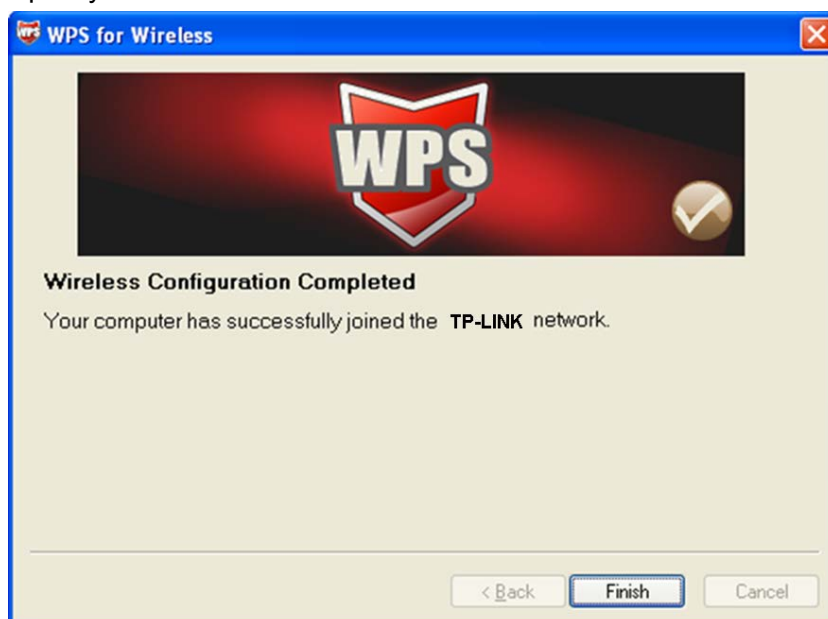 WPS WPS for Wireless
WPS
Wireless Configuration Completed
Your computer has successfully joined the TP-LINK network.
< Back Finish Cancel